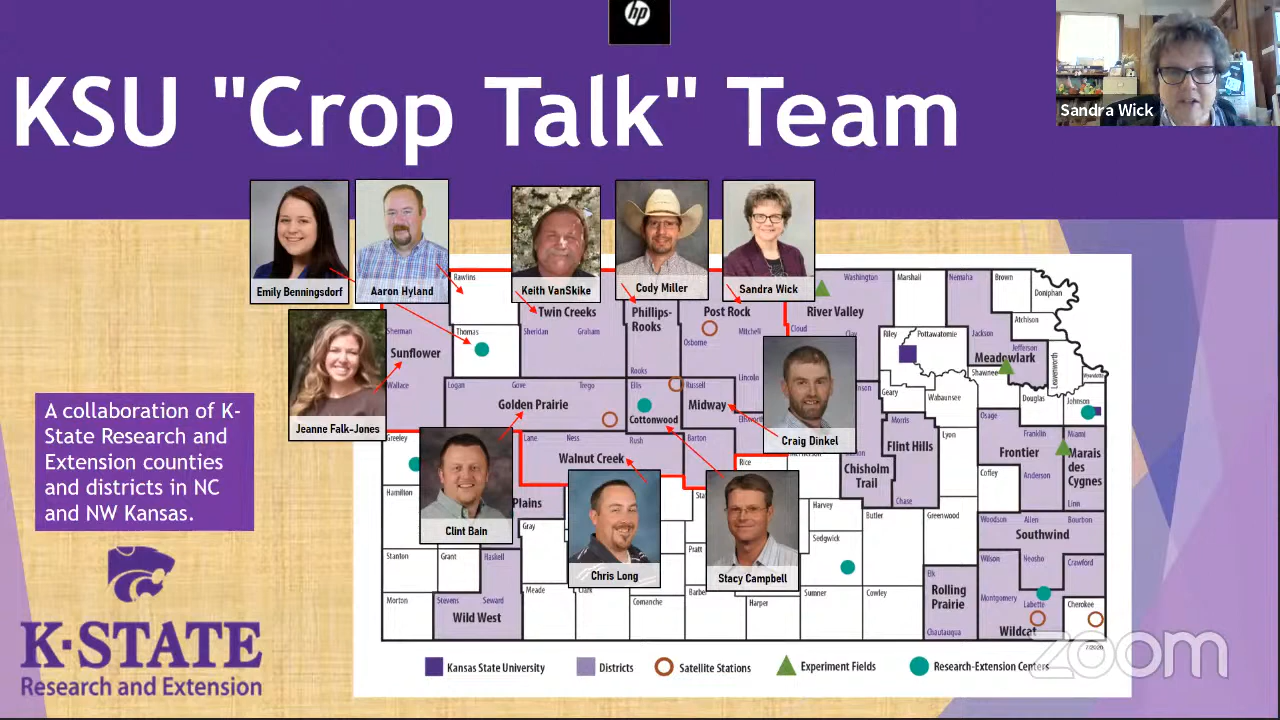 hp
KSU "Crop Talk" Team
Sandra Wick
Emily Benningsdorf
Aaron Hyland
Keith VanSkike
Cody Miller
Sandra Wick
Jeanne Falk-Jones
Clint Bain
Chris Long
Stacy Campbell
Craig Dinkel
A collaboration of K-
State Research and
Extension counties
and districts in NC
and NW Kansas.
K-STATE
Research and Extension
Rawlins
Twin Creeks
Sheridan
Graham
Phillips-
Rooks
Rooks
Post Rock
Mitchell
Osborne
Lincoln
Washington
River Valley
Cloud
Clay
Marshall
Nemaha
Brown
Doniphan
Atchison
Jackson
Jefferson
Meadowlark
Leavenworth
Riley
Pottawatomie
Shawnee
Wabaunsee
Geary
Douglas
Johnson
Sherman
Thomas
Sunflower
Wallace
Logan
Gove
Trego
Golden Prairie
Ellis
Cottonwood
Russell
Midway
Greeley
Lane
Ness
Rush
Barton
Walnut Creek
Rice
Chisholm
Trail
Morris
Flint Hills
Chase
Lyon
Osage
Franklin
Miami
Frontier
Anderson
Coffey
Marais
des
Cygnes
Linn
Hamilton
Plains
Gray
Stanton
Grant
Haskell
Morton
Stevens
Seward
Wild West
Meade
Clark
Comanche
Pratt
Barber
Harper
Harvey
Sedgwick
Sumner
Butler
Cowley
Greenwood
Elk
Rolling
Prairie
Chautauqua
Woodson
Allen
Bourbon
Southwind
Wilson
Neosho
Crawford
Montgomery
Labette
Cherokee
Wildcat
7/2020
Kansas State University
Districts
Satellite Stations
Experiment Fields
Research-Extension Centers
zoom